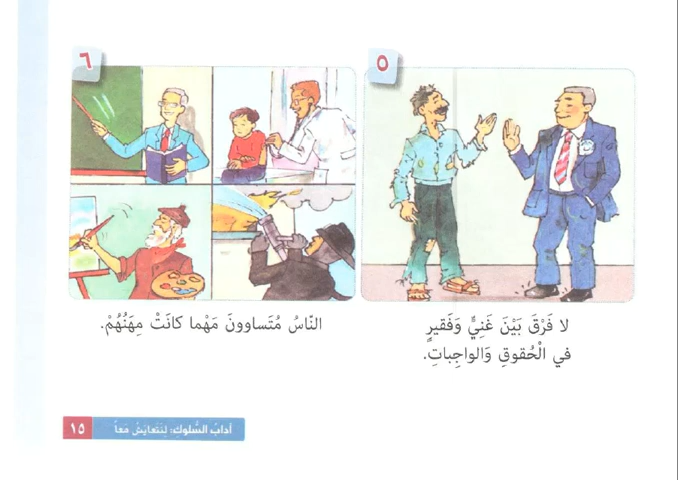 ٥
لا فَرْقَ بَيْنَ غَنِيٍّ وَفَقيرٍ
في الْحُقوقِ وَالواجِباتِ.
٦
النّاسُ مُتَساوونَ مَهْما كانَتْ مِهَنُهُمْ.
آدابُ السُّلوكِ: لِنَتَعايَشْ مَعاً
١٥